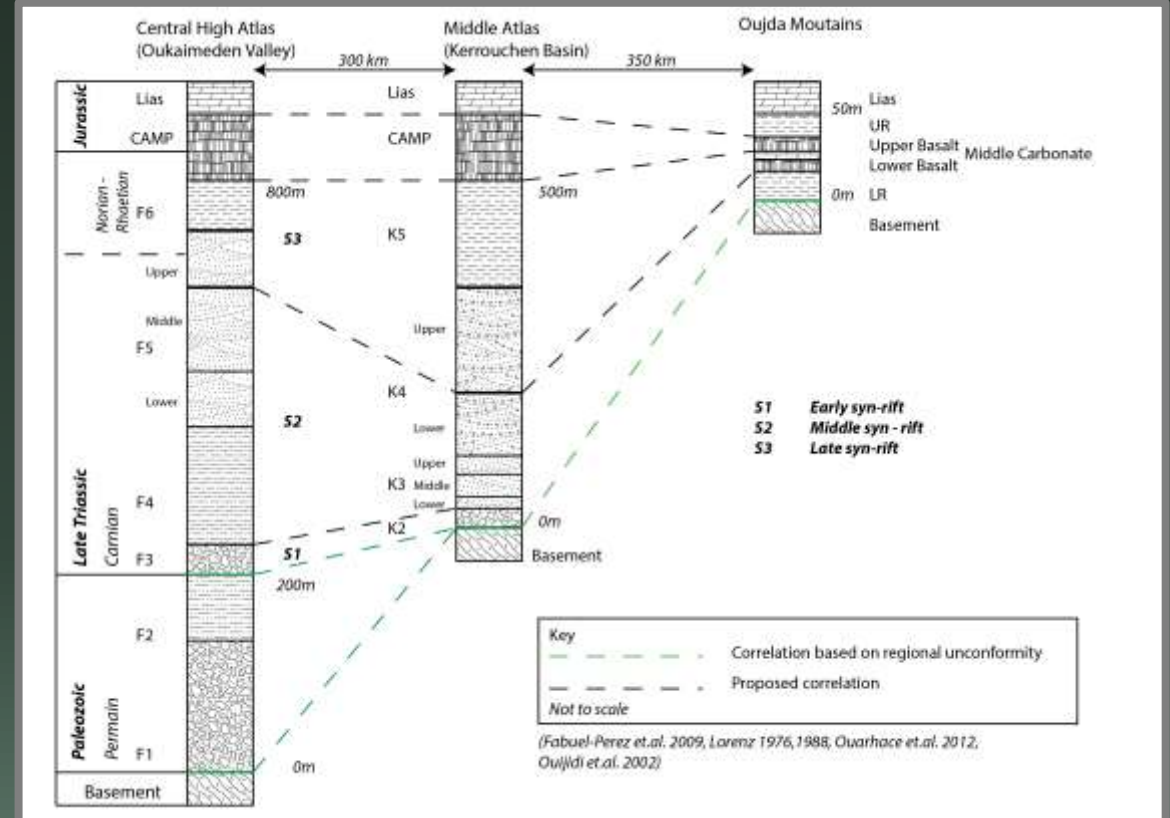 Central High Atlas
(Oukaimeden Valley)
Middle Atlas
(Kerrouchen Basin)
Oujda Moutains
300 km
350 km
Jurassic
Lias
CAMP
Norian -
Rhaetian
F6
Upper
Middle
F5
Lower
Late Triassic
Carnian
F4
F3
Paleozoic
Permain
F2
F1
Basement
800m
S3
S2
S1
200m
0m
Lias
CAMP
500m
K5
Upper
K4
Lower
Upper
K3 Middle
Lower
K2
0m
Basement
50m Lias
UR
Upper Basalt
Middle Carbonate
Lower Basalt
0m LR
Basement
S1 Early syn-rift
S2 Middle syn - rift
S3 Late syn-rift
Key
Correlation based on regional unconformity
Proposed correlation
Not to scale
(Fabuel-Perez et.al. 2009, Lorenz 1976,1988, Ouarhace et.al. 2012,
Ouijidi et.al. 2002)